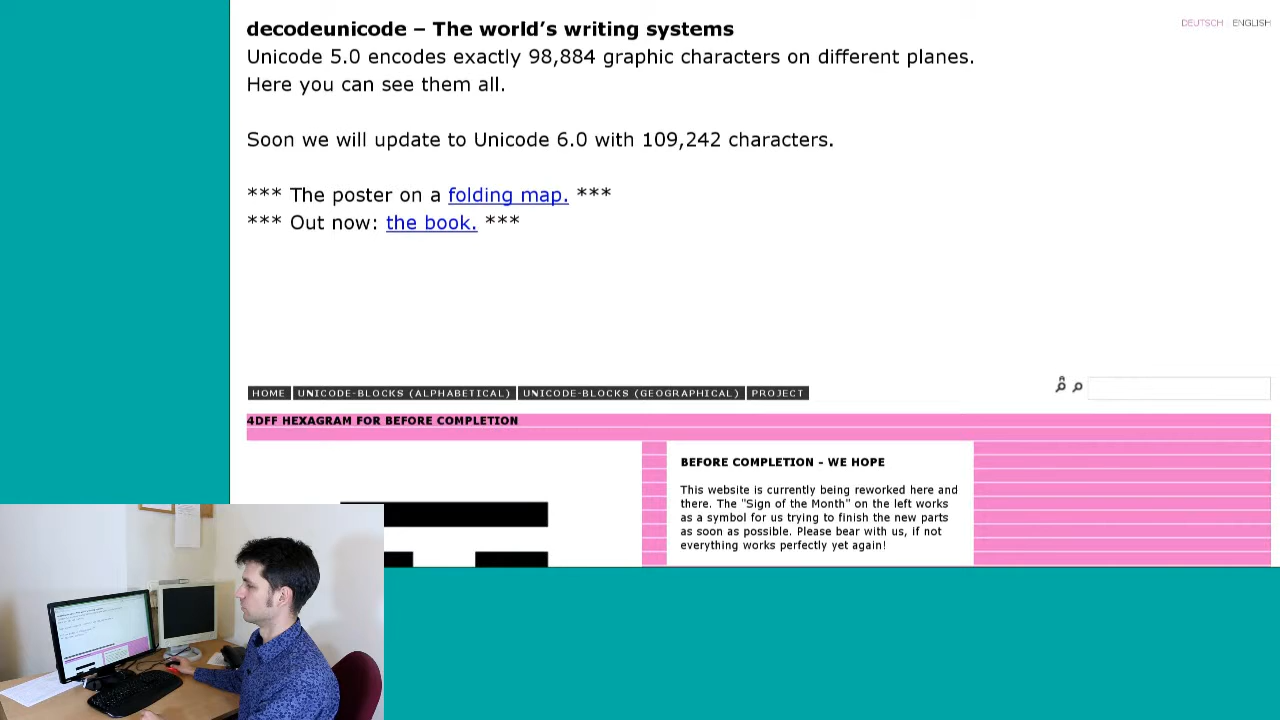 decodeunicode – The world's writing systems
DEUTSCH . ENGLISH
Unicode 5.0 encodes exactly 98,884 graphic characters on different planes.
Here you can see them all.
Soon we will update to Unicode 6.0 with 109,242 characters.
*** The poster on a folding map. ***
*** Out now: the book. ***
HOME UNICODE-BLOCKS (ALPHABETICAL) UNICODE-BLOCKS (GEOGRAPHICAL) PROJECT
4DFF HEXAGRAM FOR BEFORE COMPLETION
BEFORE COMPLETION - WE HOPE
This website is currently being reworked here and
there. The "Sign of the Month" on the left works
as a symbol for us trying to finish the new parts
as soon as possible. Please bear with us, if not
everything works perfectly yet again!